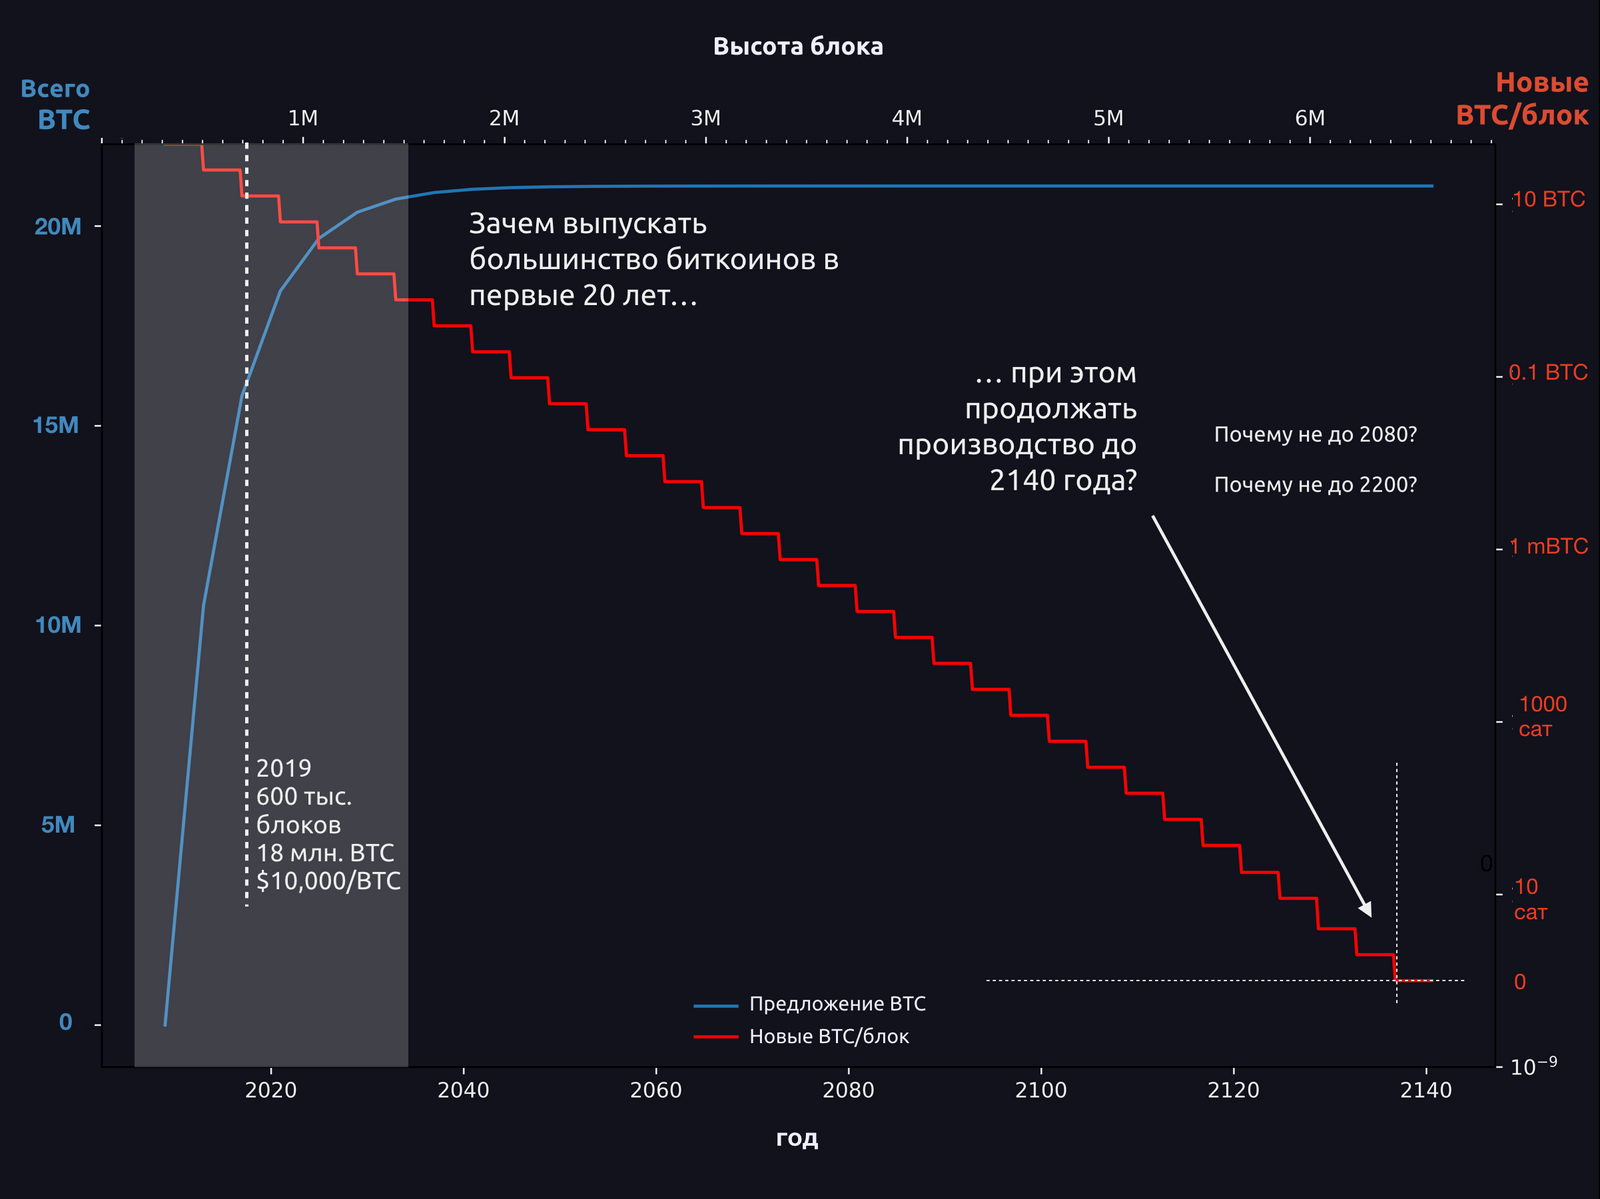 Высота блока
Всего
BTC
Новые
BTC/блок
1M
2M
3M
4M
5M
6M
20M
15M
10M
5M
0
10 BTC
0.1 BTC
1 mBTC
1000
сат
10
сат
0
0
10⁻⁹
Зачем выпускать
большинство биткоинов в
первые 20 лет…
… при этом
продолжать
производство до
2140 года?
Почему не до 2080?
Почему не до 2200?
2019
600 тыс.
блоков
18 млн. BTC
$10,000/BTC
Предложение BTC
Новые BTC/блок
2020
2040
2060
2080
2100
2120
2140
год